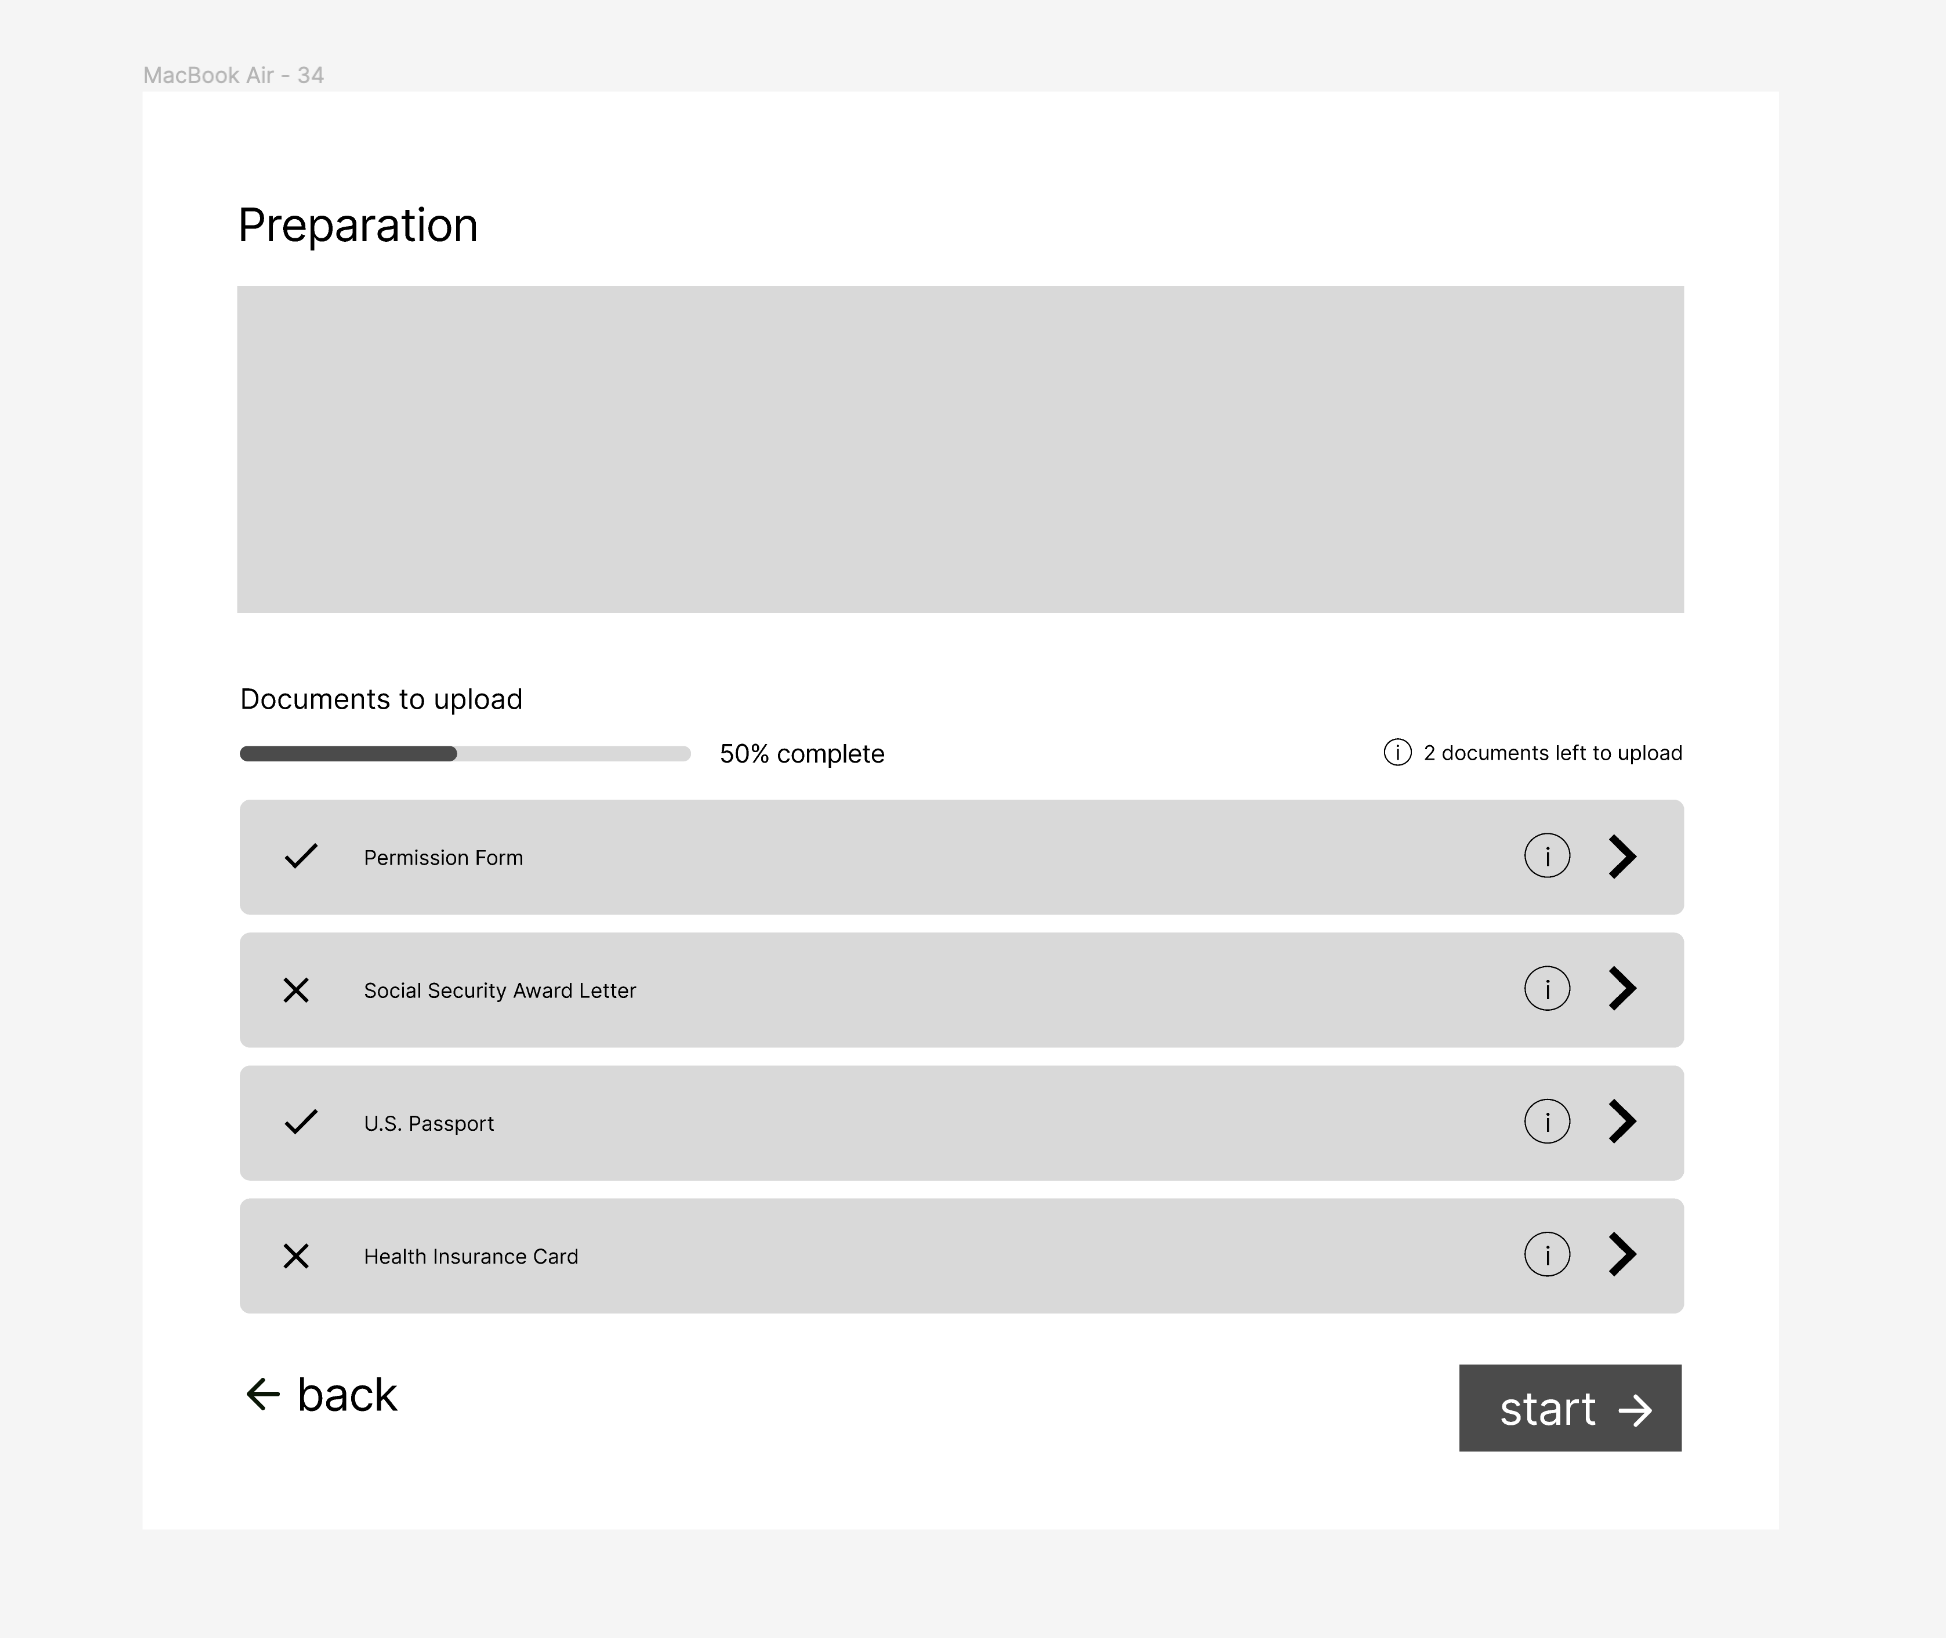 MacBook Air - 34
Preparation
Documents to upload
50% complete
i 2 documents left to upload
Permission Form i
Social Security Award Letter i
U.S. Passport i
Health Insurance Card i
back
start